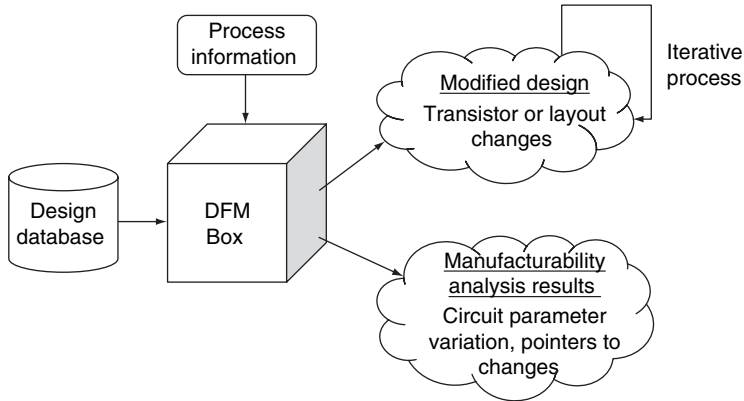 Process
information
Iterative
process
Modified design
Transistor or layout
changes
Design
database
DFM
Box
Manufacturability
analysis results
Circuit parameter
variation, pointers to
changes